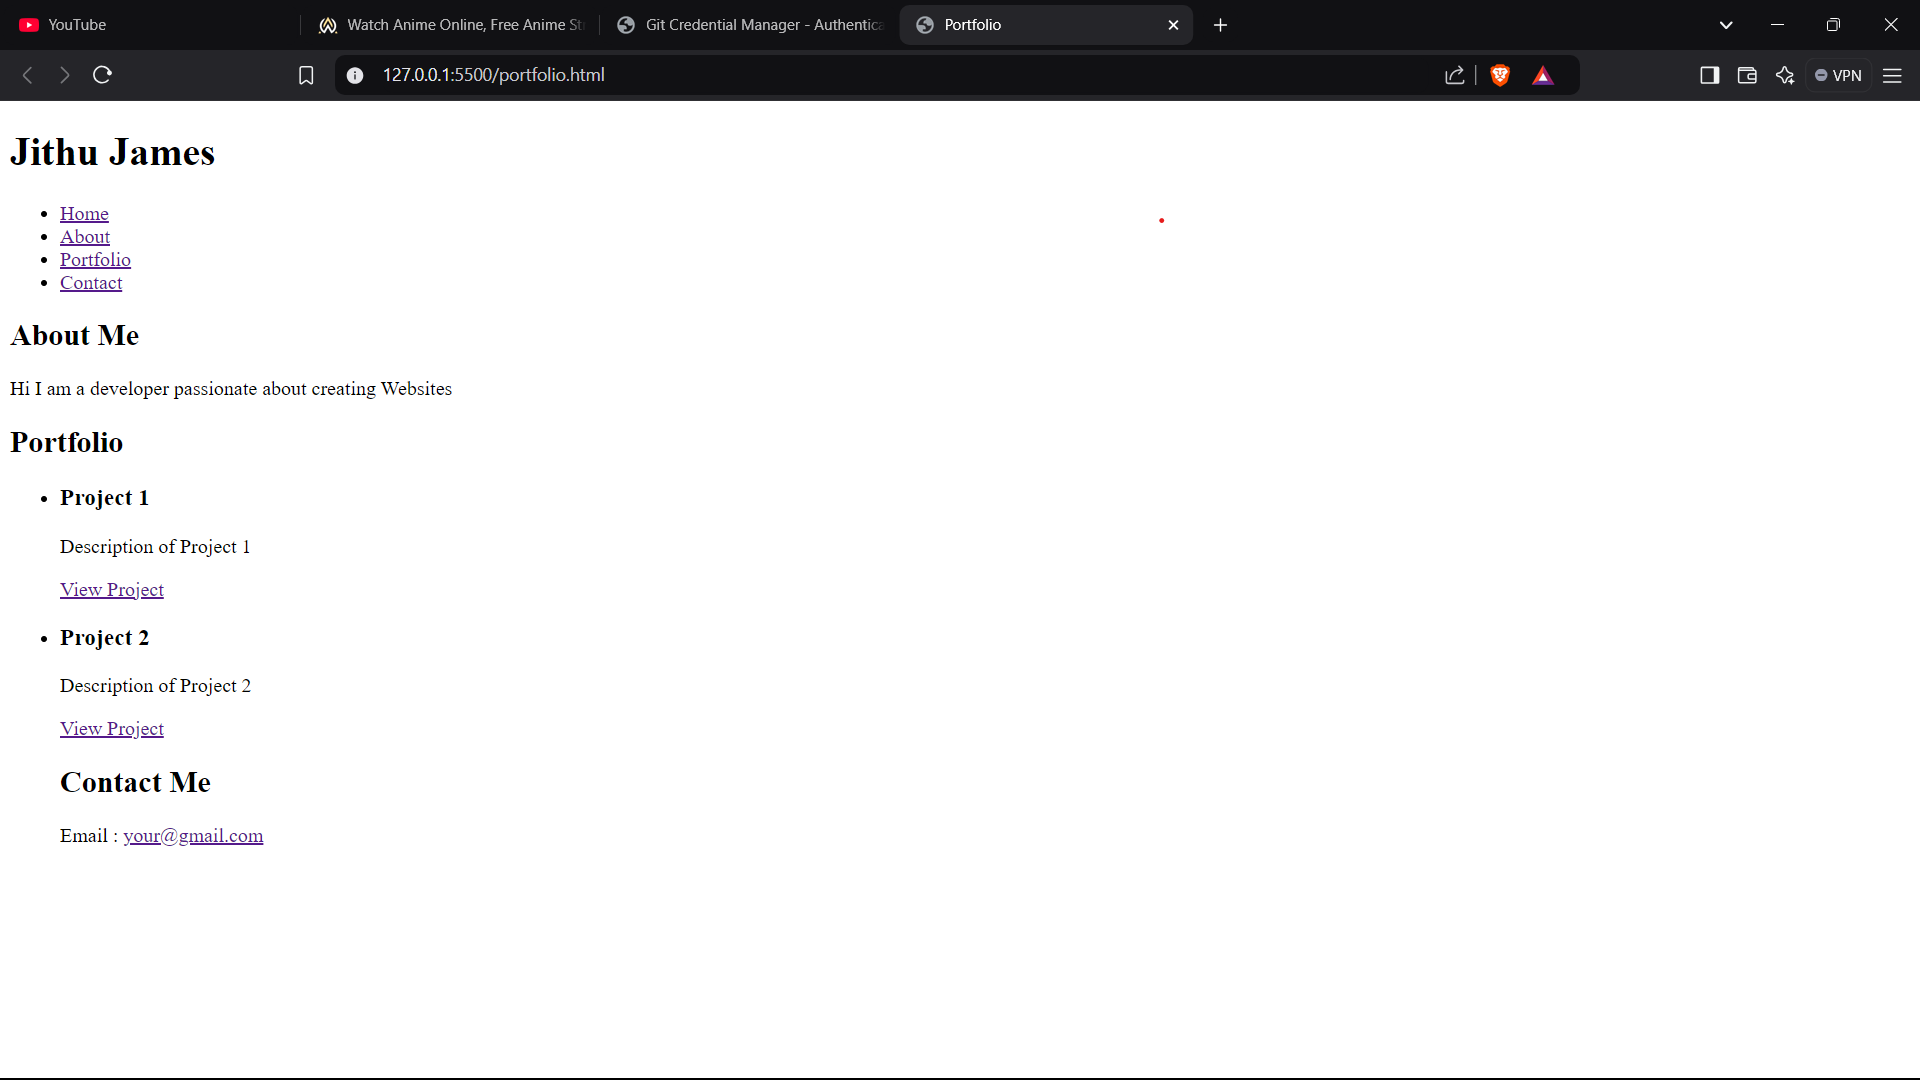 YouTube
Watch Anime Online, Free Anime St
Git Credential Manager - Authentica
Portfolio
127.0.0.1:5500/portfolio.html
VPN
Jithu James
Home
About
Portfolio
Contact
About Me
Hi I am a developer passionate about creating Websites
Portfolio
Project 1
Description of Project 1
View Project
Project 2
Description of Project 2
View Project
Contact Me
Email : your@gmail.com